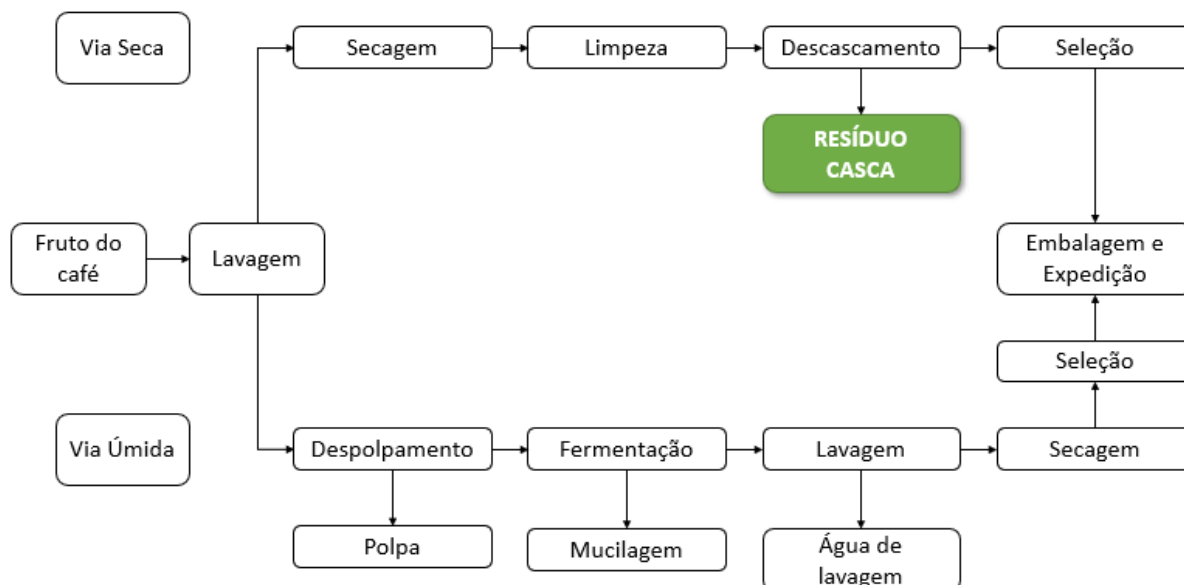 Via Seca
Secagem
Limpeza
Descascamento
Seleção
RESÍDUO
CASCA
Fruto do
café
Lavagem
Embalagem e
Expedição
Seleção
Via Úmida
Despolpamento
Fermentação
Lavagem
Secagem
Polpa
Mucilagem
Água de
lavagem